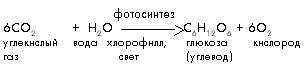 фотосинтез
6CO2 + H2O C6H12O6 + 6O2
углекислый вода хлорофилл, глюкоза кислород
газ свет (углевод)